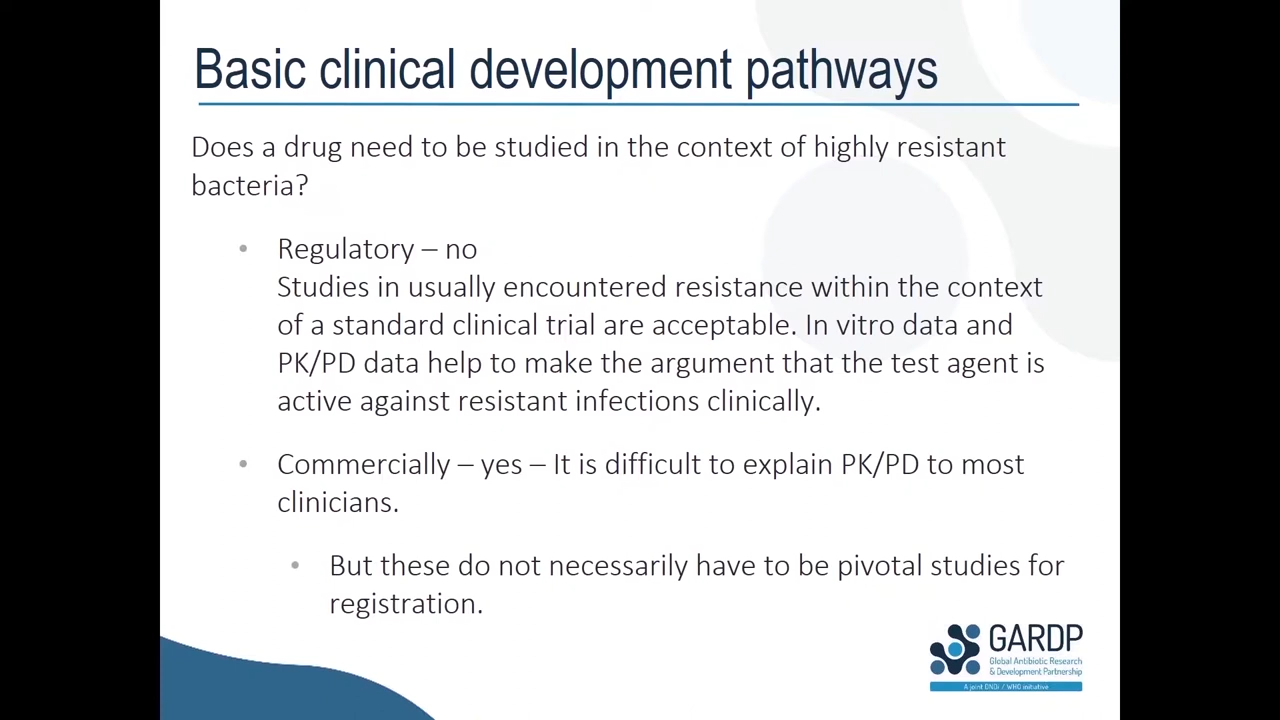 Basic clinical development pathways
Does a drug need to be studied in the context of highly resistant
bacteria?
• Regulatory – no
Studies in usually encountered resistance within the context
of a standard clinical trial are acceptable. In vitro data and
PK/PD data help to make the argument that the test agent is
active against resistant infections clinically.
• Commercially – yes – It is difficult to explain PK/PD to most
clinicians.
• But these do not necessarily have to be pivotal studies for
registration.
GARDP
Global Antibiotic Research
& Development Partnership
A joint DNDi / WHO initiative